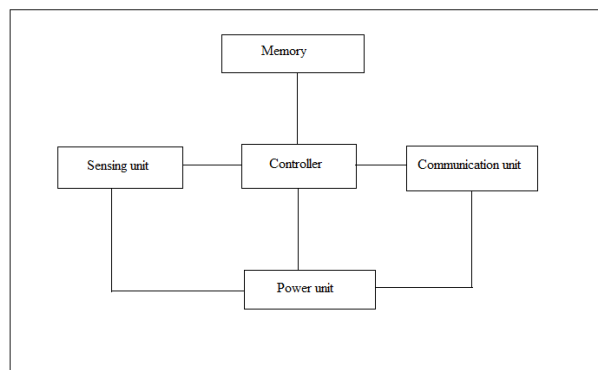 Memory
Sensing unit
Controller
Communication unit
Power unit